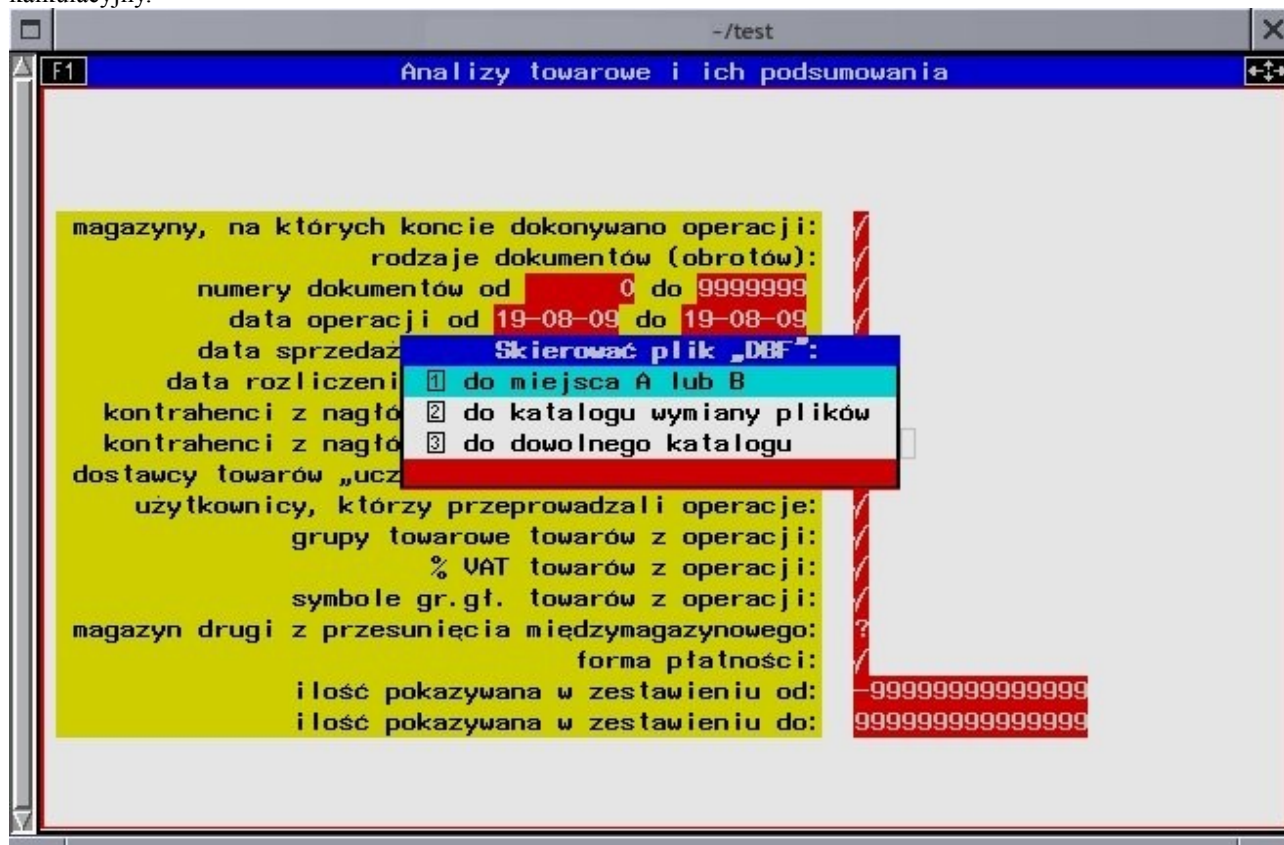 -/test
F1 Analizy towarowe i ich podsumowania
magazyny, na których koncie dokonywano operacji: √
rodzaje dokumentów (obrotów): √
numery dokumentów od 0 do 9999999 √
data operacji od 19-08-09 do 19-08-09 √
data sprzedaż
Skierować plik „DBF”:
data rozliczeni
1 do miejsca A lub B
kontrahenci z nagłó
2 do katalogu wymiany plików
kontrahenci z nagłó
3 do dowolnego katalogu
dostawcy towarów „ucz
użytkownicy, którzy przeprowadzali operacje: √
grupy towarowe towarów z operacji: √
% VAT towarów z operacji: √
symbole gr.gł. towarów z operacji: √
magazyn drugi z przesunięcia międzymagazynowego: ?
forma płatności: √
ilość pokazywana w zestawieniu od: -99999999999999
ilość pokazywana w zestawieniu do: 999999999999999